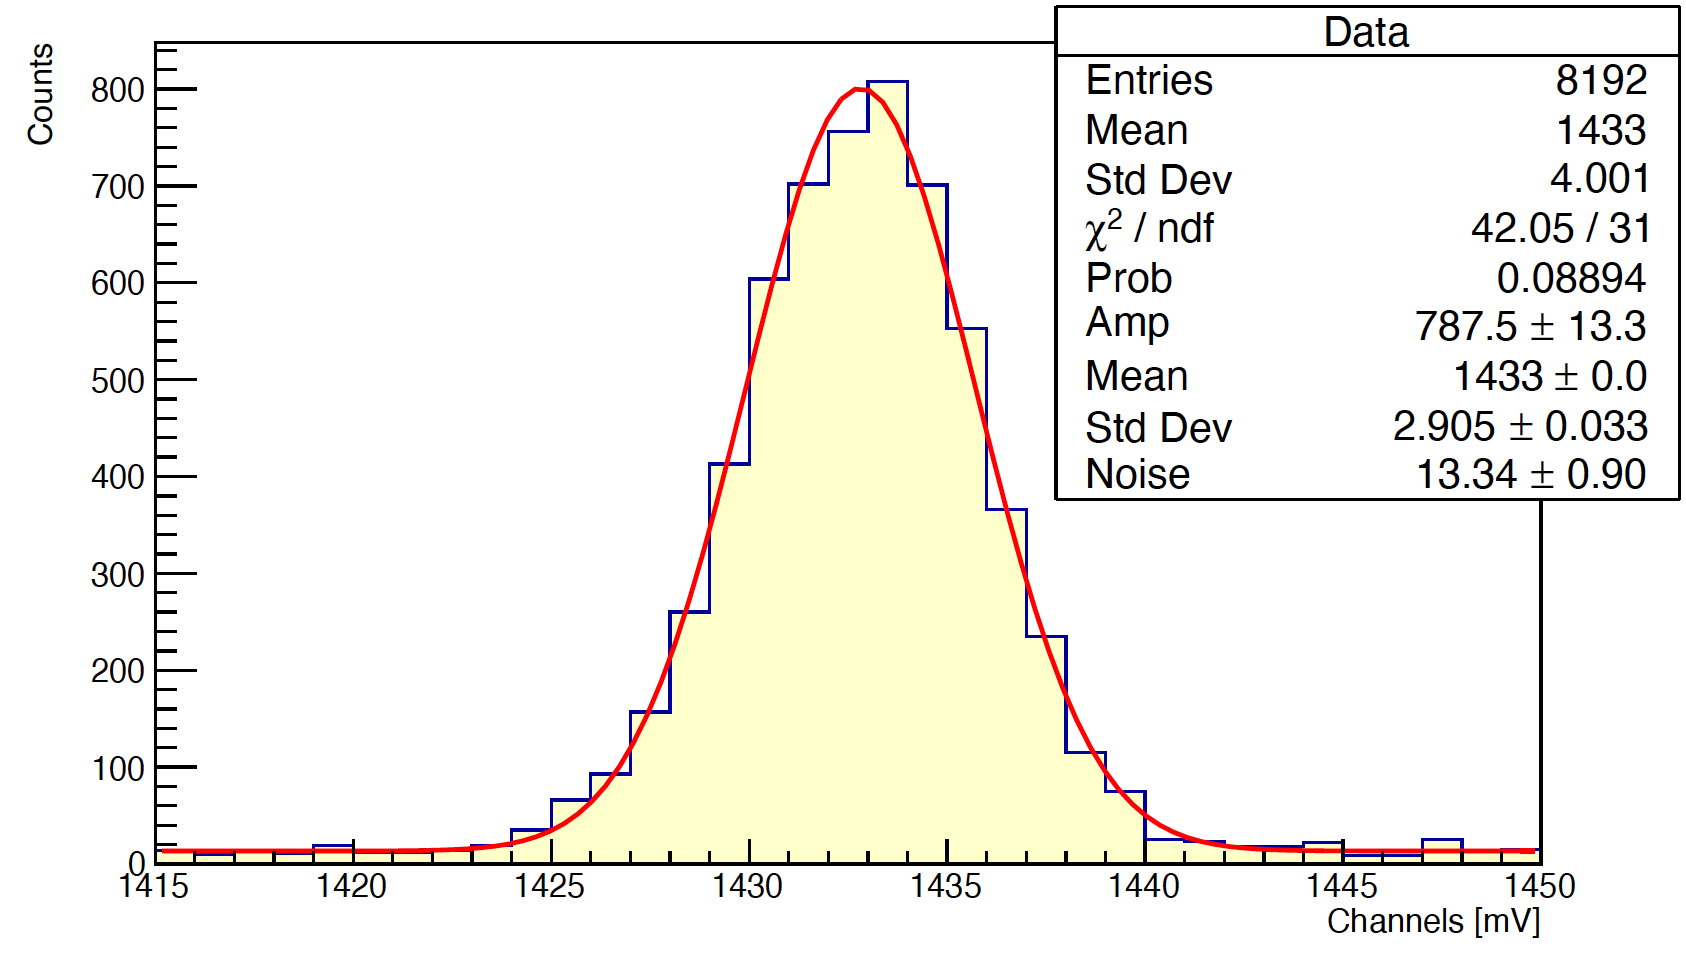 Counts
800
700
600
500
400
300
200
100
0
1415 1420 1425 1430 1435 1440 1445 1450
Channels [mV]
Data
Entries 8192
Mean 1433
Std Dev 4.001
χ² / ndf 42.05 / 31
Prob 0.08894
Amp 787.5 ± 13.3
Mean 1433 ± 0.0
Std Dev 2.905 ± 0.033
Noise 13.34 ± 0.90